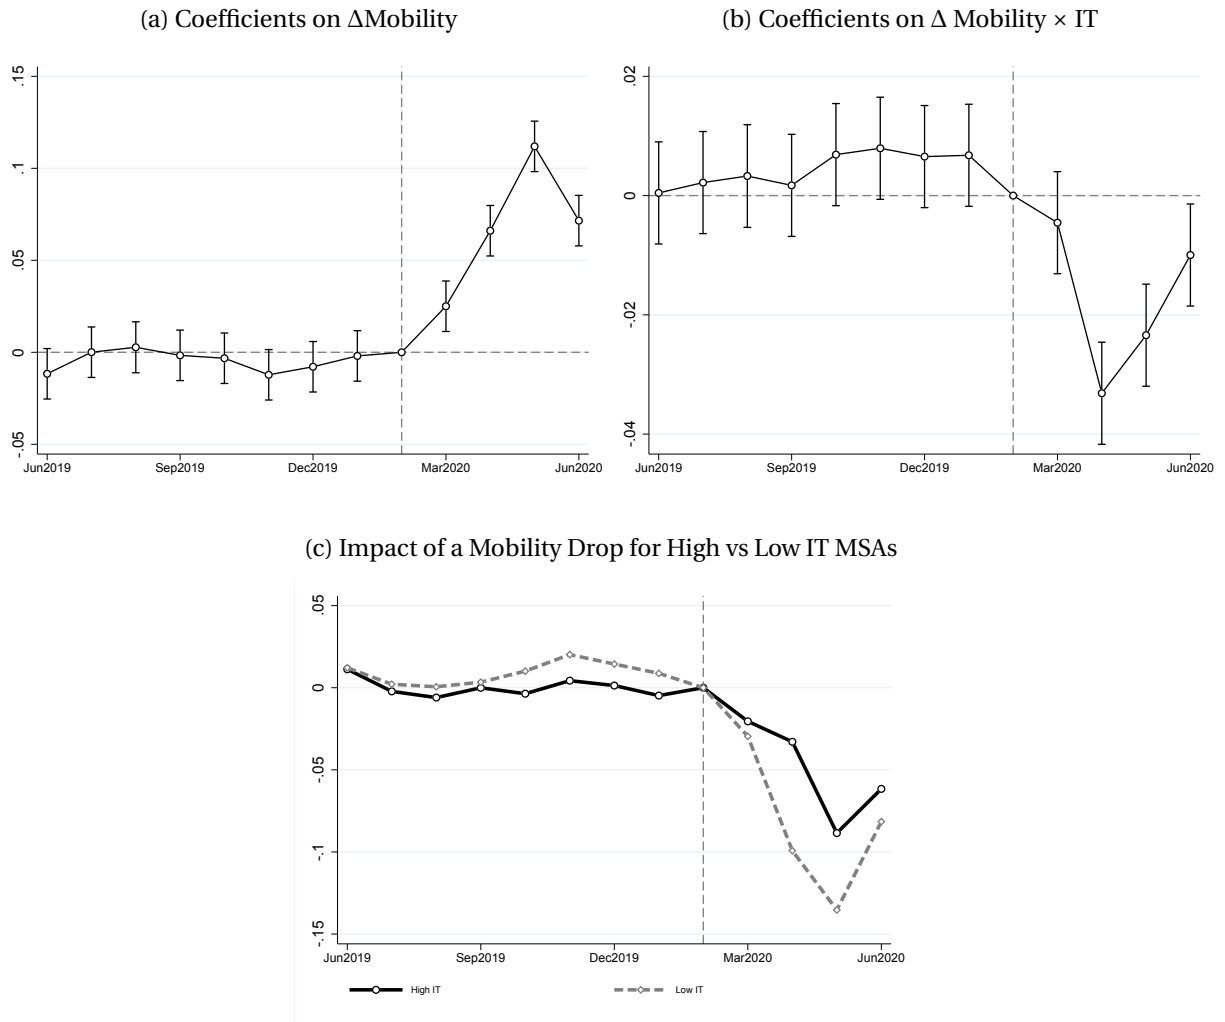 (a) Coefficients on ΔMobility
.15
.1
.05
0
-.05
Jun2019 Sep2019 Dec2019 Mar2020 Jun2020
(b) Coefficients on Δ Mobility × IT
.02
0
-.02
-.04
Jun2019 Sep2019 Dec2019 Mar2020 Jun2020
(c) Impact of a Mobility Drop for High vs Low IT MSAs
.05
0
-.05
-.1
-.15
Jun2019 Sep2019 Dec2019 Mar2020 Jun2020
High IT Low IT